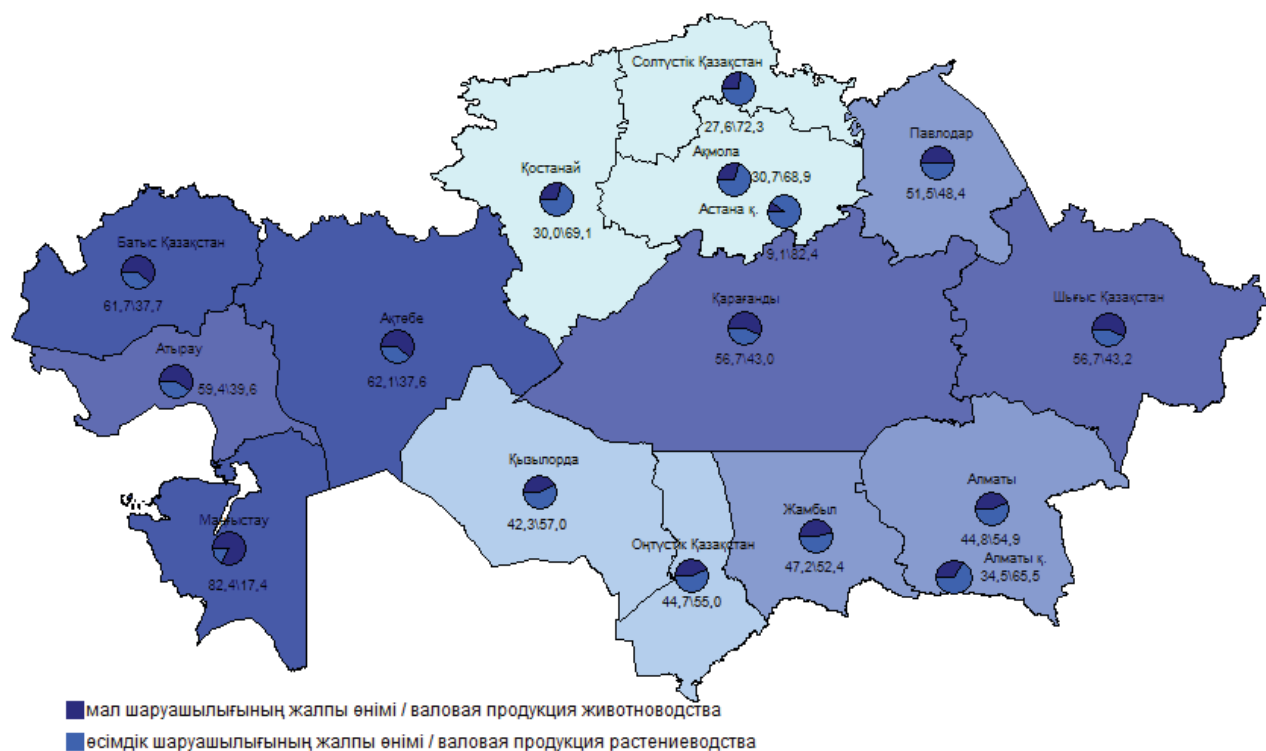 Солтүстік Қазақстан
27,6\72,3
Павлодар
51,5\48,4
Ақмола
30,7\68,9
Астана қ.
9,1\82,4
Қостанай
30,0\69,1
Батыс Қазақстан
61,7\37,7
Ақтөбе
62,1\37,6
Қарағанды
56,7\43,0
Шығыс Қазақстан
56,7\43,2
Атырау
59,4\39,6
Қызылорда
42,3\57,0
Алматы
44,8\54,9
Алматы қ.
34,5\65,5
Жамбыл
47,2\52,4
Оңтүстік Қазақстан
44,7\55,0
Маңғыстау
82,4\17,4
мал шаруашылығының жалпы өнімі / валовая продукция животноводства
өсімдік шаруашылығының жалпы өнімі / валовая продукция растениеводства